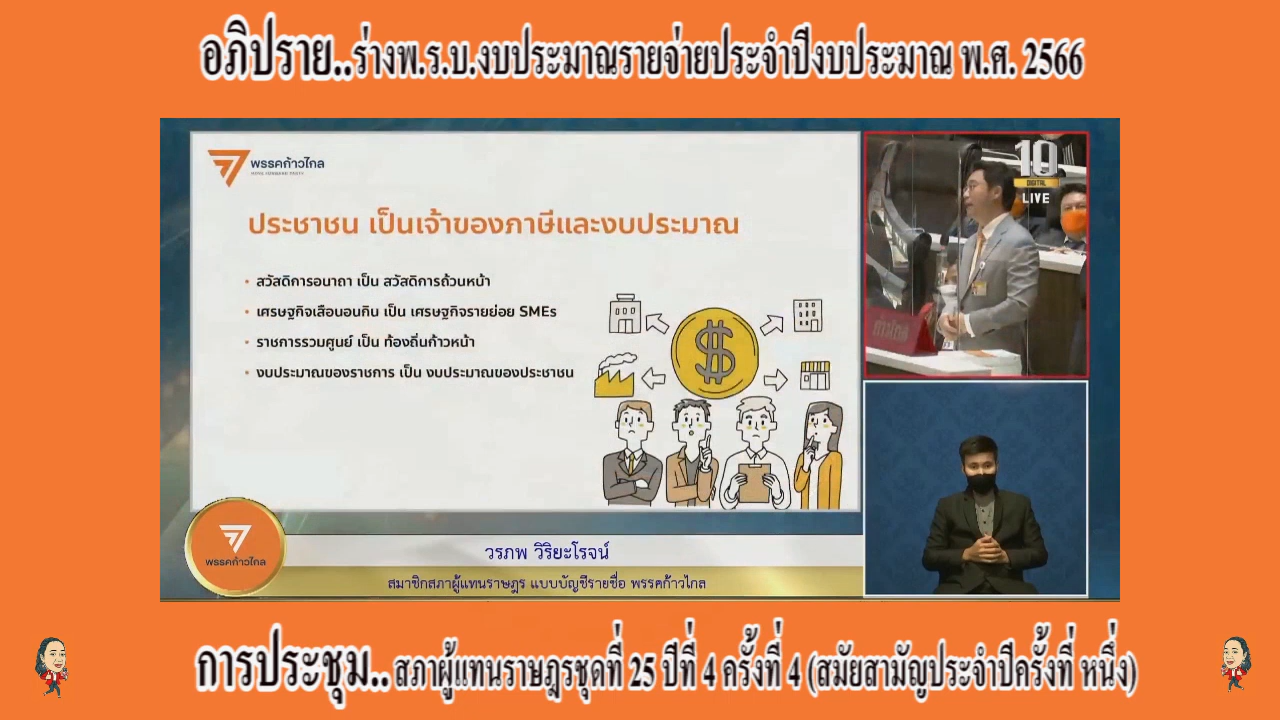 อภิปราย..ร่างพ.ร.บ.งบประมาณรายจ่ายประจำปีงบประมาณ พ.ศ. 2566
พรรคก้าวไกล
MOVE FORWARD PARTY
ประชาชน เป็นเจ้าของภาษีและงบประมาณ
• สวัสดิการอนาถา เป็น สวัสดิการถ้วนหน้า
• เศรษฐกิจเสือนอนกิน เป็น เศรษฐกิจรายย่อย SMEs
• ราชการรวมศูนย์ เป็น ท้องถิ่นก้าวหน้า
• งบประมาณของราชการ เป็น งบประมาณของประชาชน
10
DIGITAL
LIVE
พรรคก้าวไกล
วรภพ วิริยะโรจน์
สมาชิกสภาผู้แทนราษฎร แบบบัญชีรายชื่อ พรรคก้าวไกล
การประชุม.. สภาผู้แทนราษฎรชุดที่ 25 ปีที่ 4 ครั้งที่ 4 (สมัยสามัญประจำปีครั้งที่ หนึ่ง)